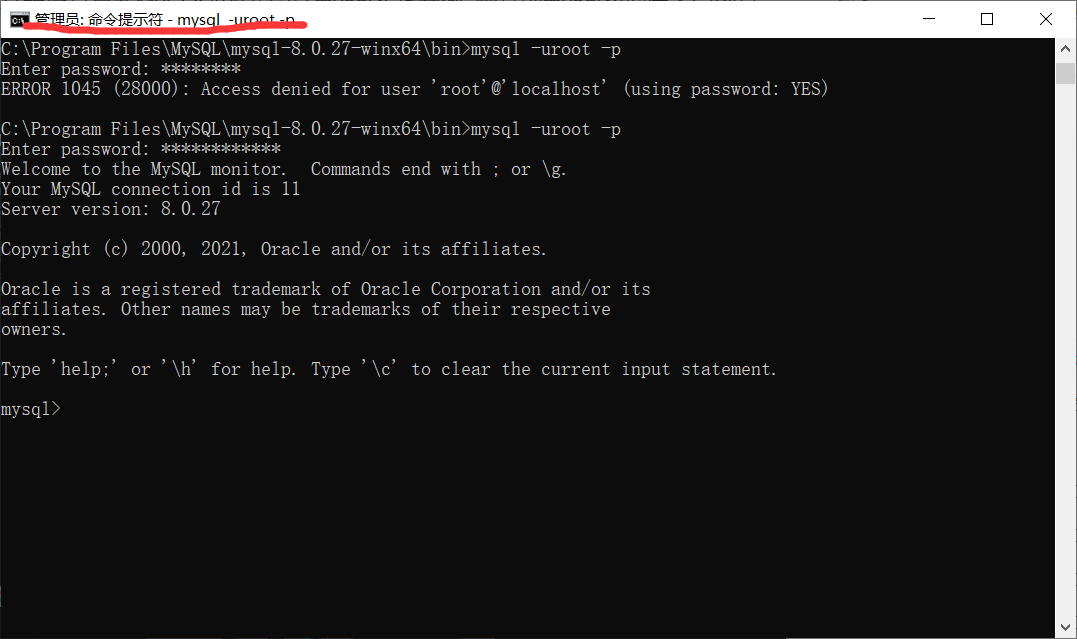 管理员: 命令提示符 - mysql  -uroot -p
C:\Program Files\MySQL\mysql-8.0.27-winx64\bin>mysql -uroot -p
Enter password: ********
ERROR 1045 (28000): Access denied for user 'root'@'localhost' (using password: YES)
C:\Program Files\MySQL\mysql-8.0.27-winx64\bin>mysql -uroot -p
Enter password: ************
Welcome to the MySQL monitor.  Commands end with ; or \g.
Your MySQL connection id is 11
Server version: 8.0.27
Copyright (c) 2000, 2021, Oracle and/or its affiliates.
Oracle is a registered trademark of Oracle Corporation and/or its
affiliates. Other names may be trademarks of their respective
owners.
Type 'help;' or '\h' for help. Type '\c' to clear the current input statement.
mysql>